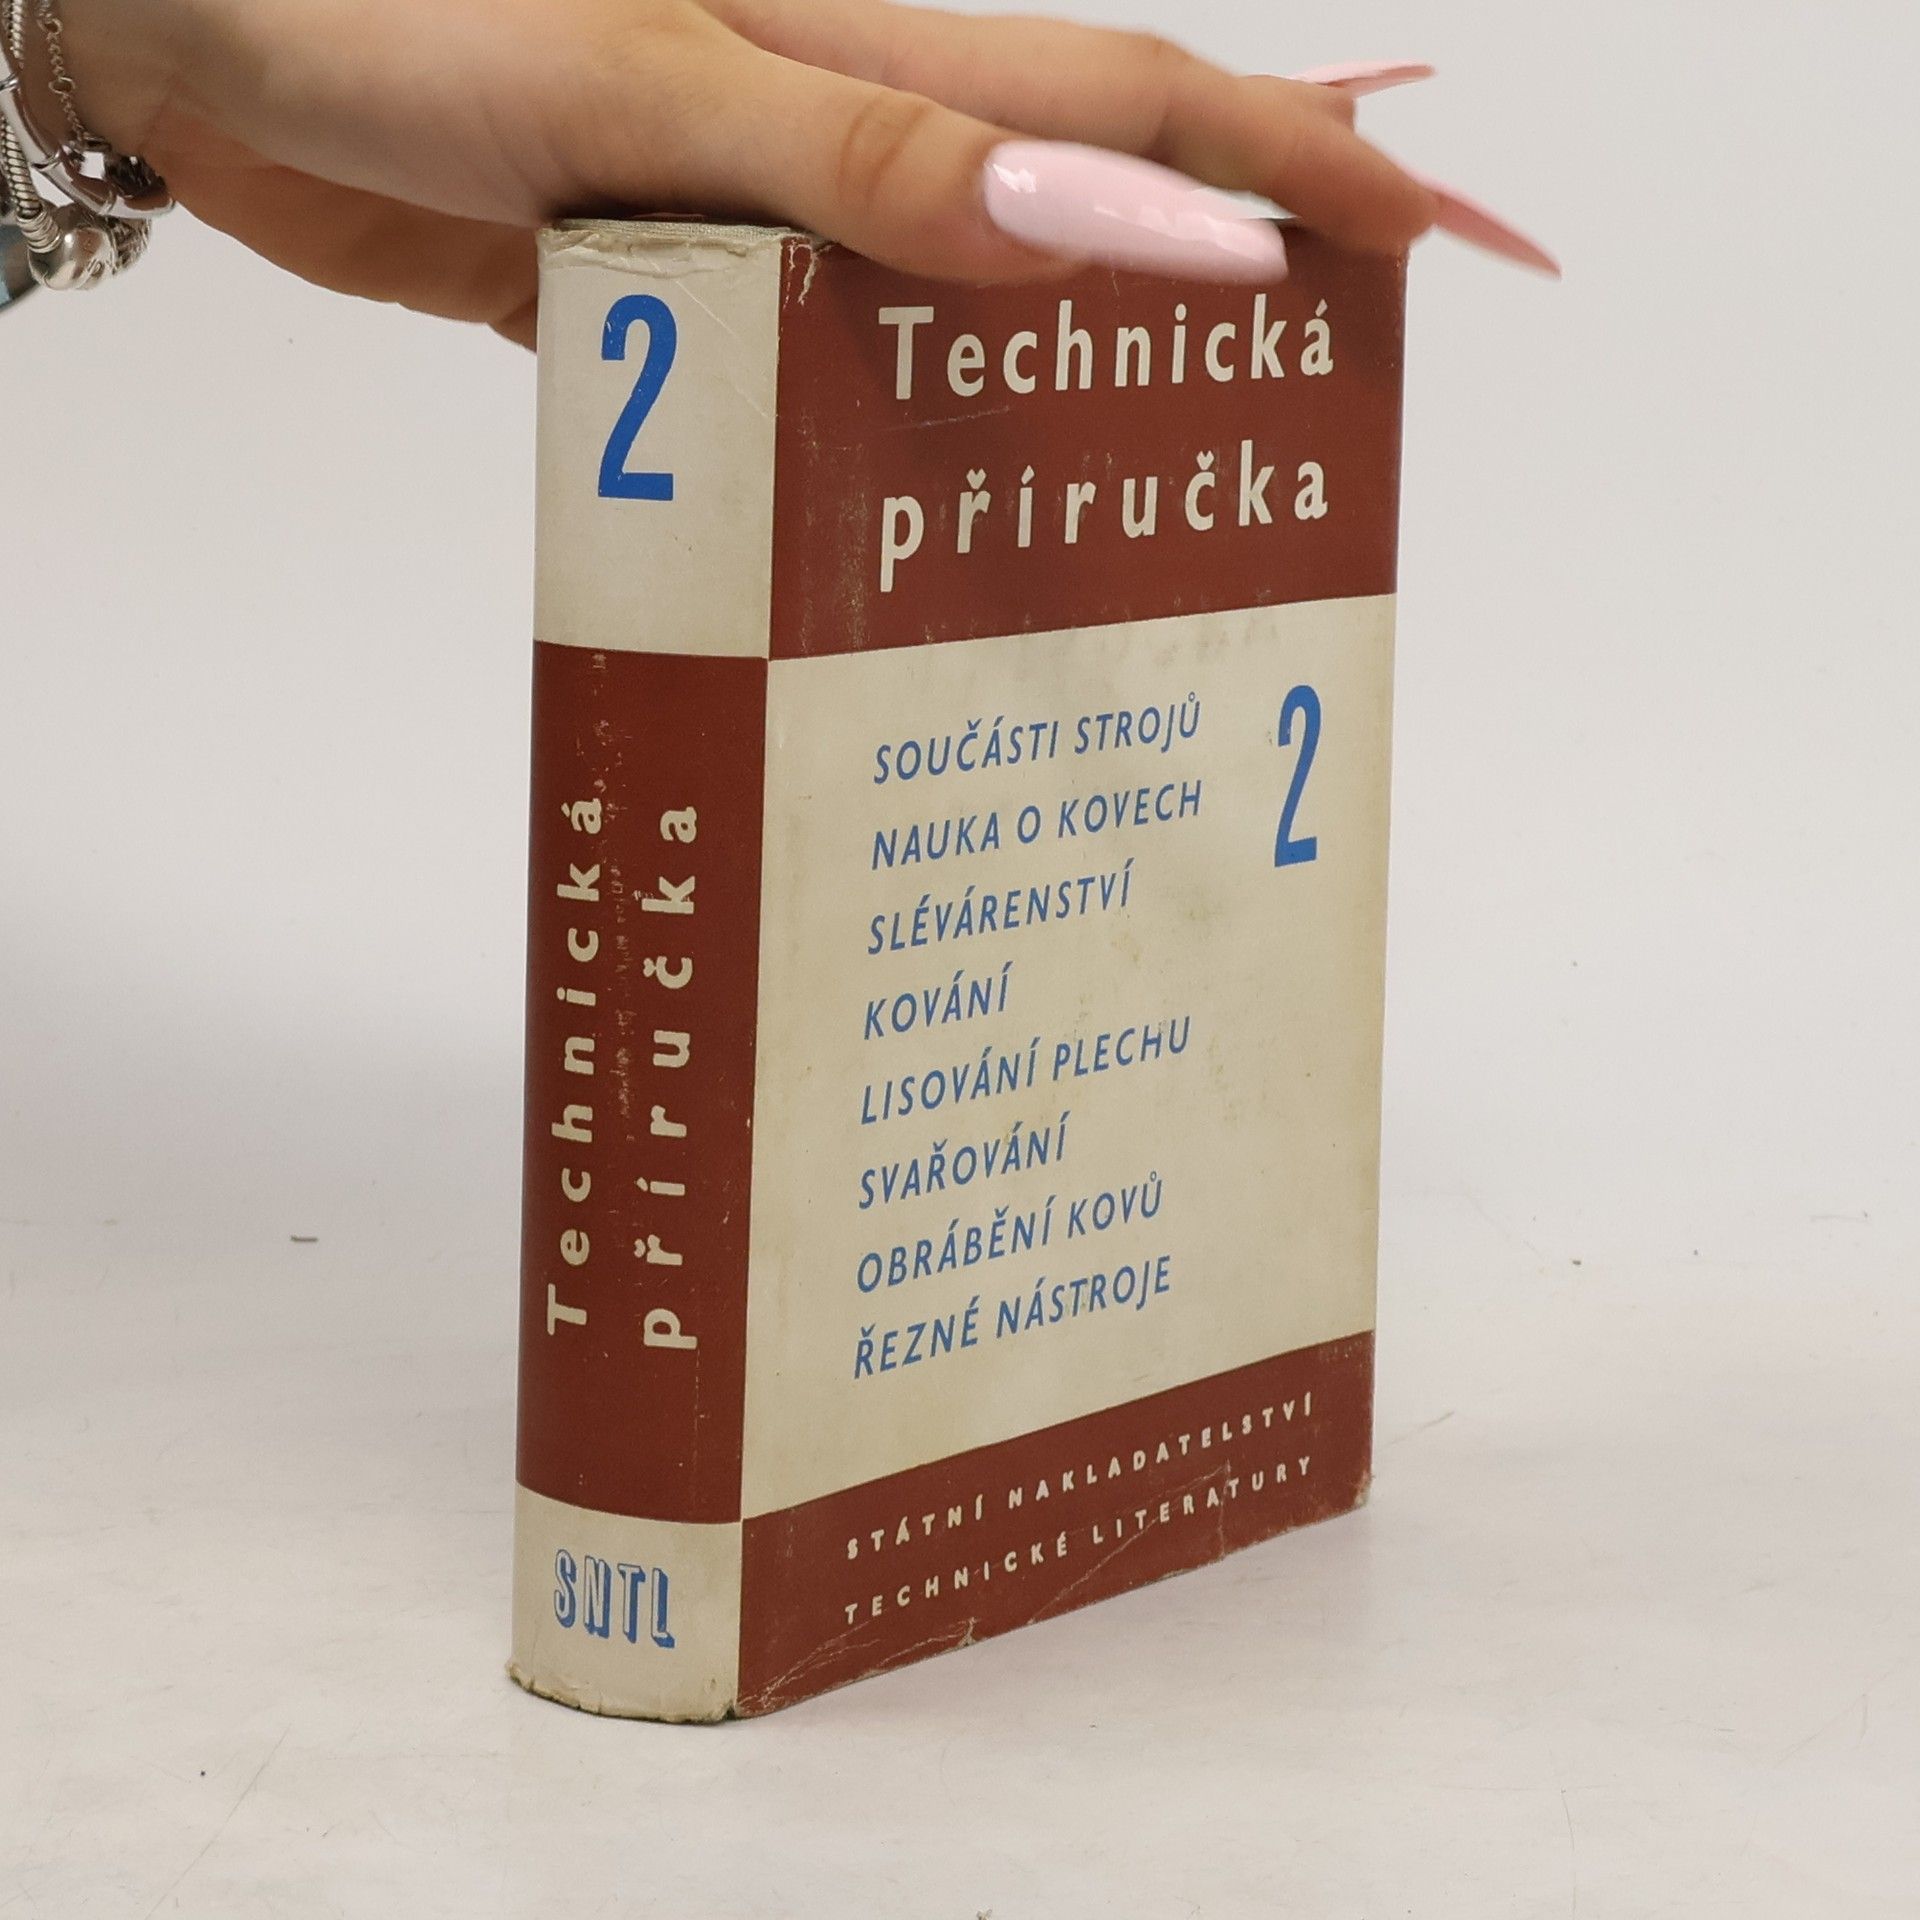 2
Technická
příručka
SNTL
Technická
příručka
2
SOUČÁSTI STROJŮ
NAUKA O KOVECH
SLÉVÁRENSTVÍ
KOVÁNÍ
LISOVÁNÍ PLECHU
SVAŘOVÁNÍ
OBRÁBĚNÍ KOVŮ
ŘEZNÉ NÁSTROJE
STÁTNÍ NAKLADATELSTVÍ
TECHNICKÉ LITERATURY